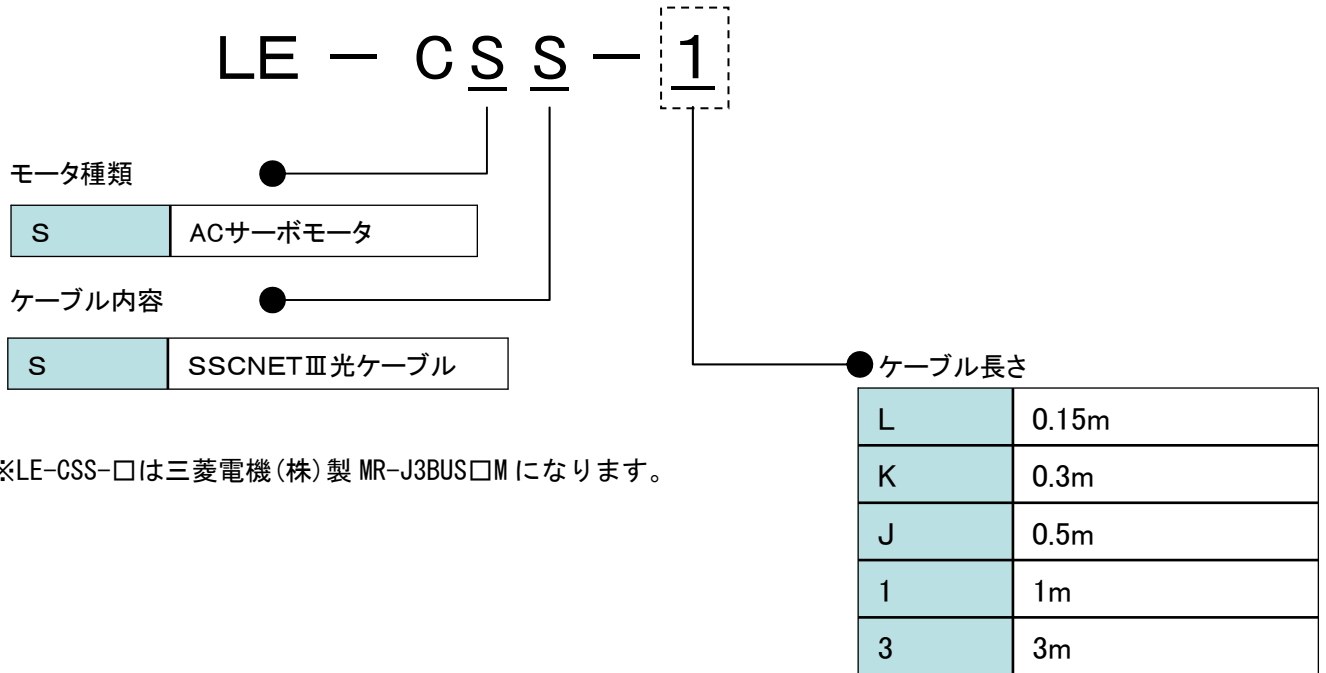 LE － CSS－1
モータ種類
S ACサーボモータ
ケーブル内容
S SSCNETⅢ光ケーブル
※LE-CSS-□は三菱電機(株)製 MR-J3BUS□M になります。
ケーブル長さ
L 0.15m
K 0.3m
J 0.5m
1 1m
3 3m